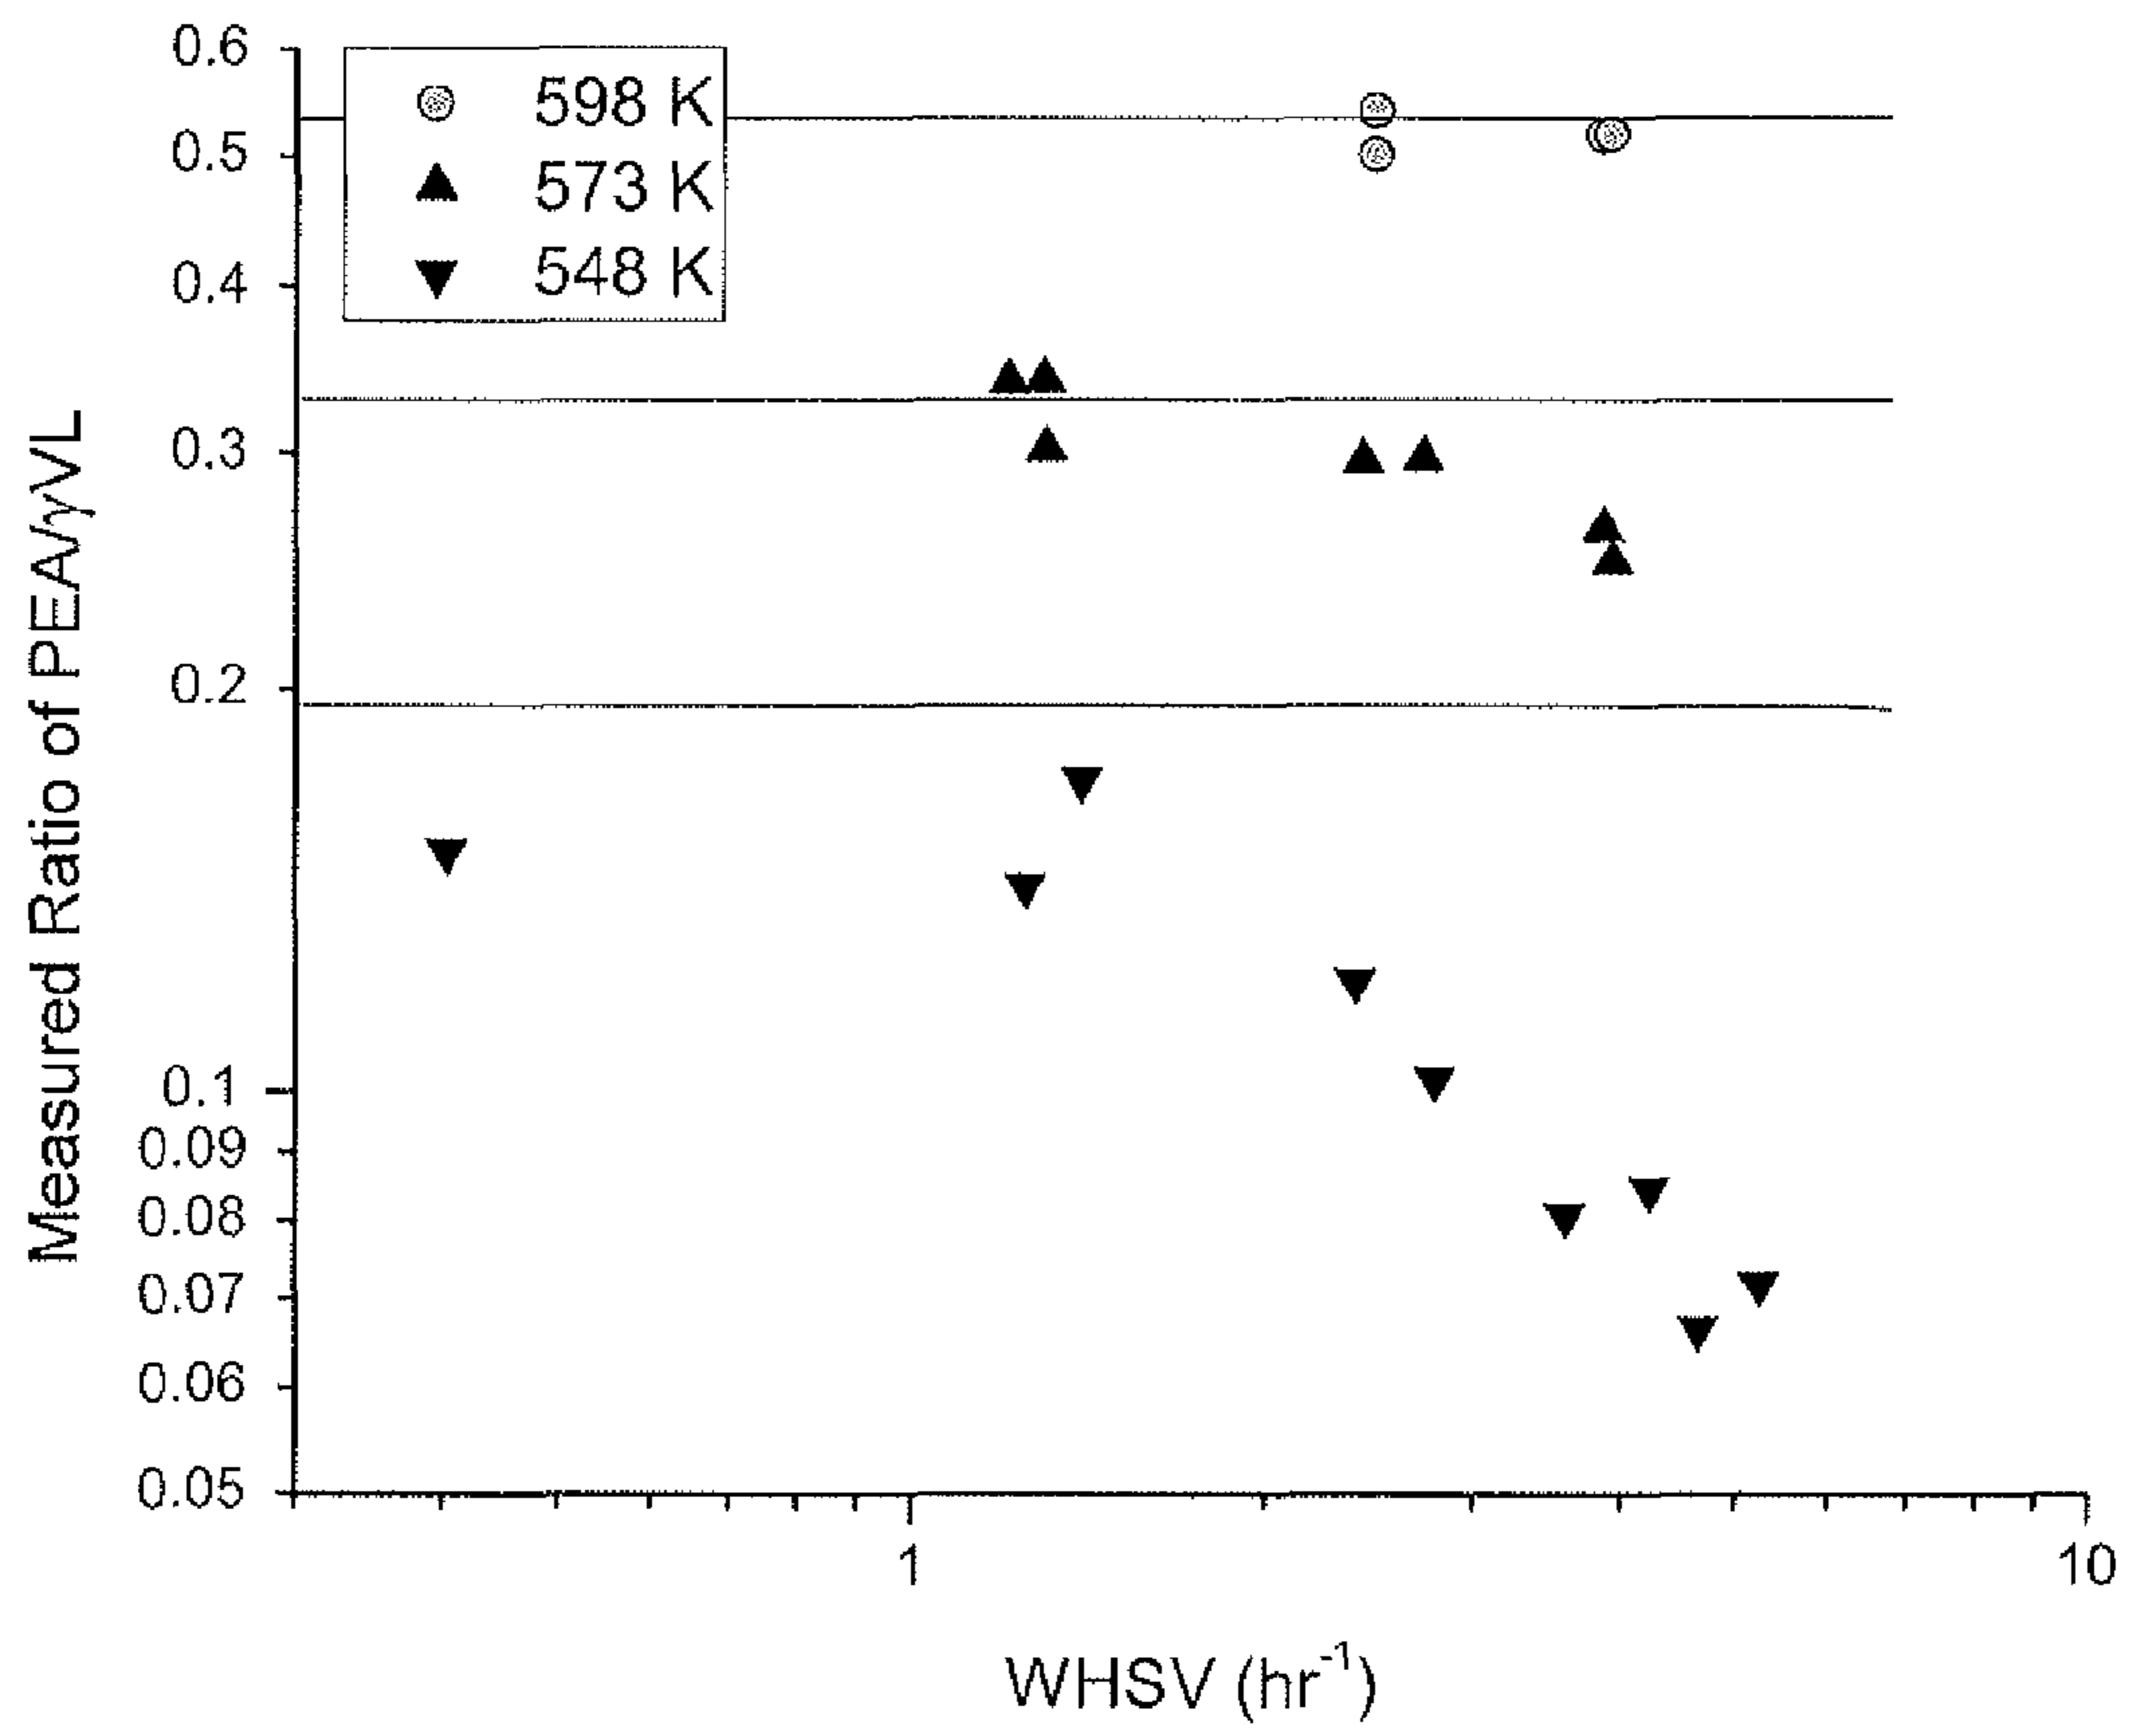 0.6
0.5
0.4
0.3
0.2
0.1
0.09
0.08
0.07
0.06
0.05
598 K
573 K
548 K
Measured Ratio of PEA/γVL
1
10
WHSV (hr⁻¹)